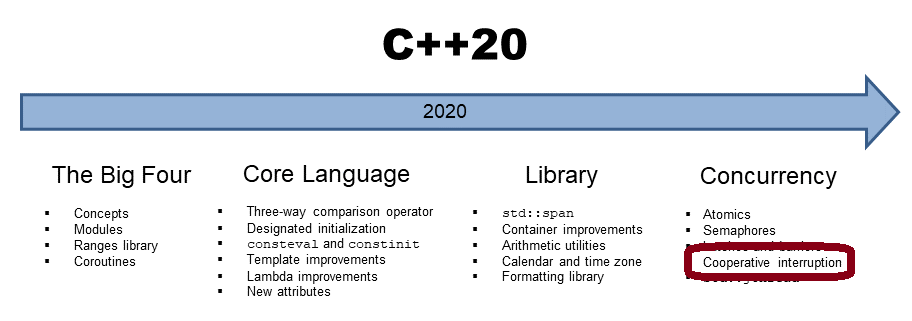 C++20
2020
The Big Four
Concepts
Modules
Ranges library
Coroutines
Core Language
Three-way comparison operator
Designated initialization
consteval and constinit
Template improvements
Lambda improvements
New attributes
Library
std::span
Container improvements
Arithmetic utilities
Calendar and time zone
Formatting library
Concurrency
Atomics
Semaphores
Cooperative interruption